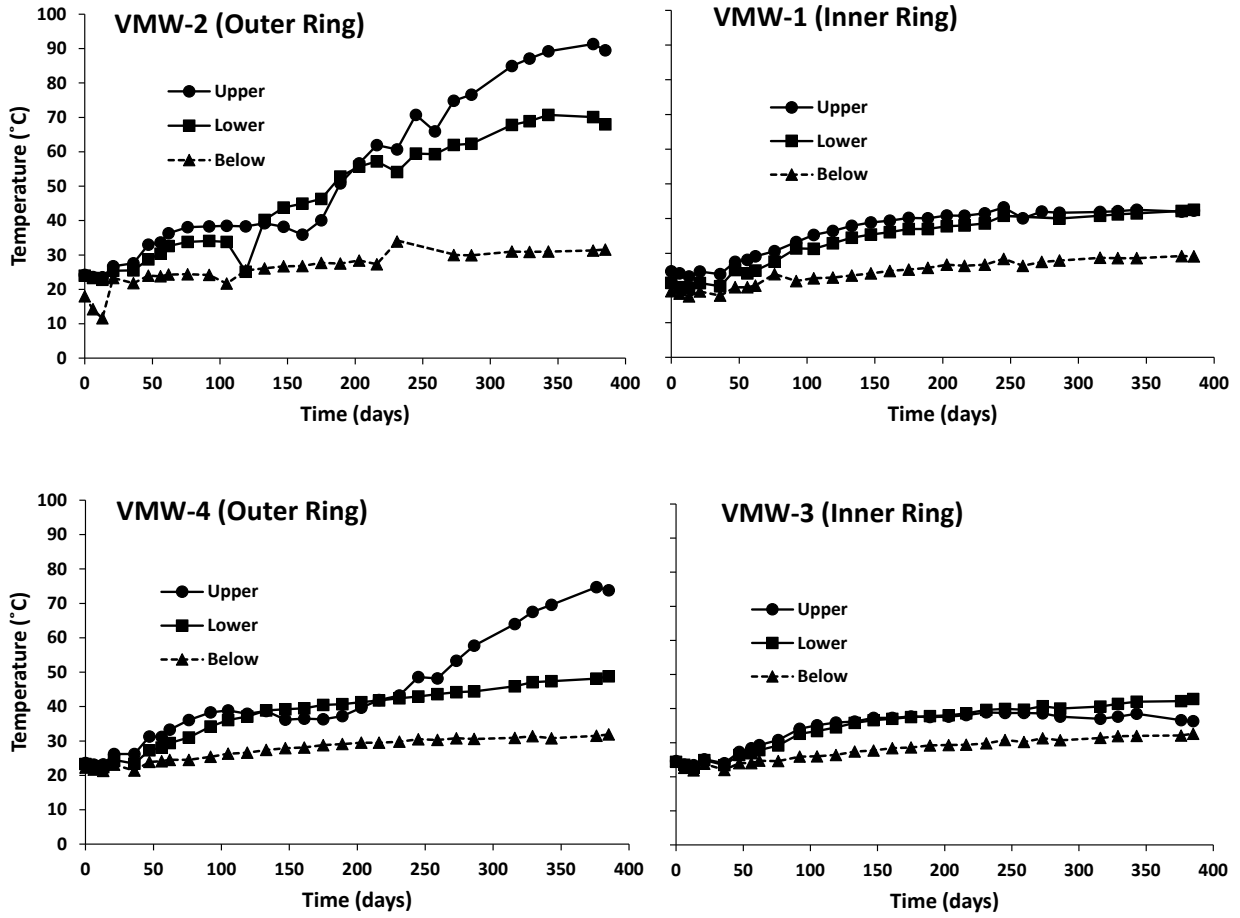 VMW-2 (Outer Ring)
Upper
Lower
Below
Temperature (˚C)
100
90
80
70
60
50
40
30
20
10
0
0 50 100 150 200 250 300 350 400
Time (days)
VMW-1 (Inner Ring)
Upper
Lower
Below
0 50 100 150 200 250 300 350 400
Time (days)
VMW-4 (Outer Ring)
Upper
Lower
Below
Temperature (˚C)
100
90
80
70
60
50
40
30
20
10
0
0 50 100 150 200 250 300 350 400
Time (days)
VMW-3 (Inner Ring)
Upper
Lower
Below
0 50 100 150 200 250 300 350 400
Time (days)